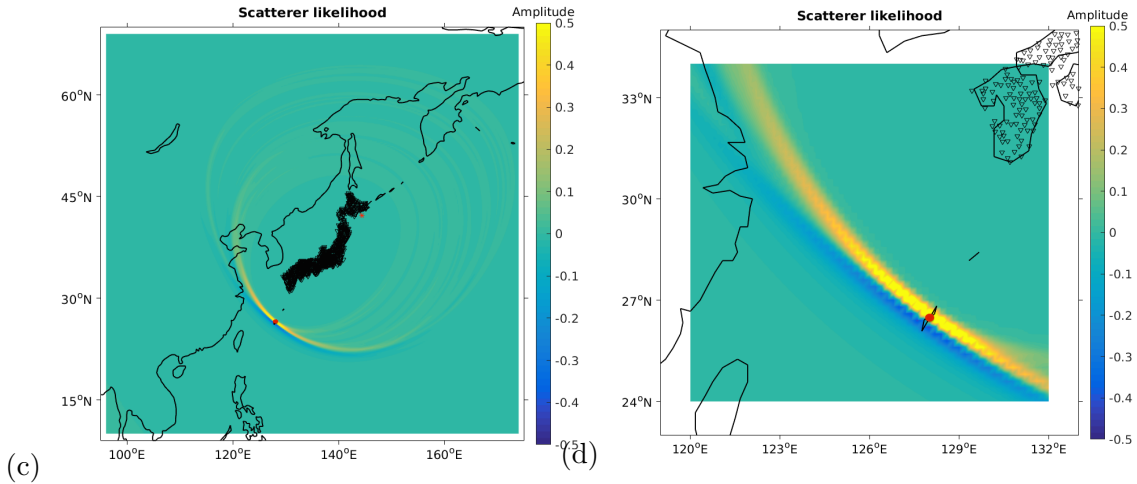 Scatterer likelihood
Amplitude
60°N
45°N
30°N
15°N
100°E
120°E
140°E
160°E
0.5
0.4
0.3
0.2
0.1
0
-0.1
-0.2
-0.3
-0.4
-0.5
(c)
Scatterer likelihood
Amplitude
33°N
30°N
27°N
24°N
120°E
123°E
126°E
129°E
132°E
0.5
0.4
0.3
0.2
0.1
0
-0.1
-0.2
-0.3
-0.4
-0.5
(d)